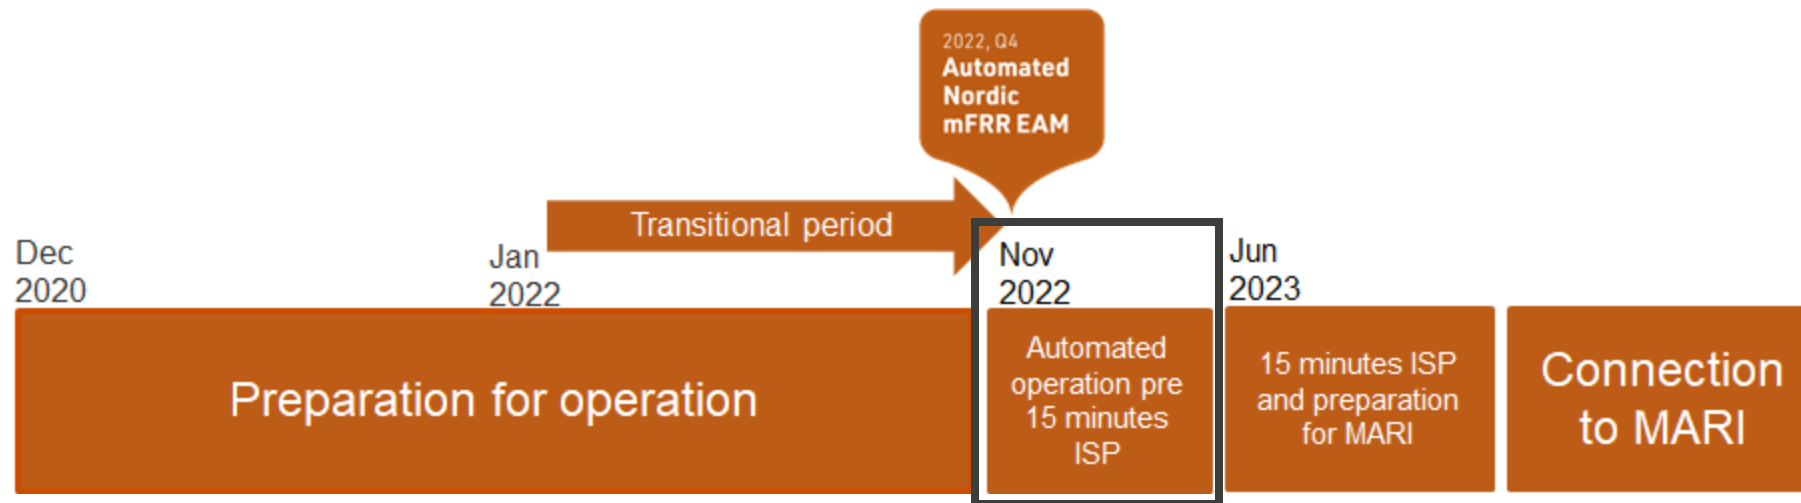 2022, Q4
Automated
Nordic
mFRR EAM
Transitional period
Dec
2020
Jan
2022
Nov
2022
Jun
2023
Preparation for operation
Automated
operation pre
15 minutes
ISP
15 minutes ISP
and preparation
for MARI
Connection
to MARI